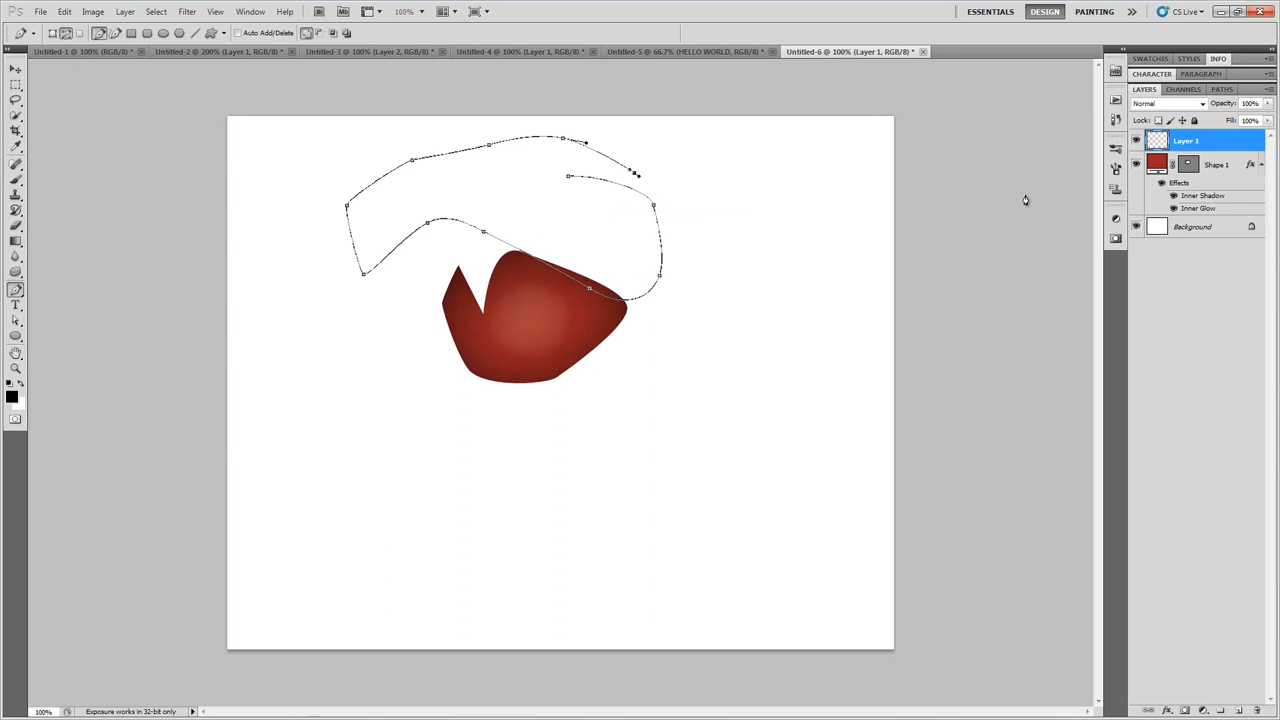 Ps File Edit Image Layer Select Filter View Window Help Mb 100% ESSENTIALS DESIGN PAINTING CS Live
Auto Add/Delete
Untitled-1 @ 100% (RGB/8) * Untitled-2 @ 200% (Layer 1, RGB/8) * Untitled-3 @ 100% (Layer 2, RGB/8) * Untitled-4 @ 100% (Layer 1, RGB/8) * Untitled-5 @ 66.7% (HELLO WORLD, RGB/8) * Untitled-6 @ 100% (Layer 1, RGB/8) *
SWATCHES STYLES INFO
CHARACTER PARAGRAPH
LAYERS CHANNELS PATHS
Normal Opacity: 100%
Lock: Fill: 100%
Layer 1
Shape 1 fx
Effects
Inner Shadow
Inner Glow
Background
100% Exposure works in 32-bit only